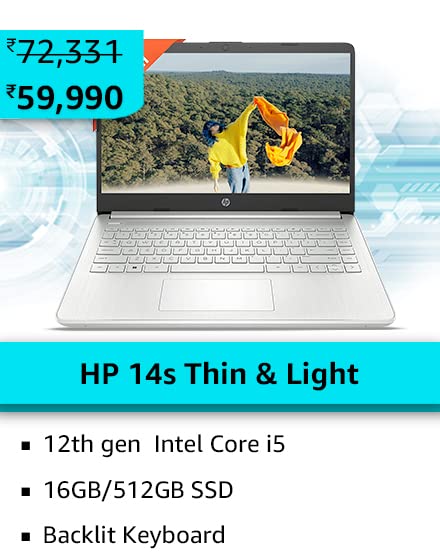 ₹72,331
₹59,990
hp
HP 14s Thin & Light
▪ 12th gen Intel Core i5
▪ 16GB/512GB SSD
▪ Backlit Keyboard